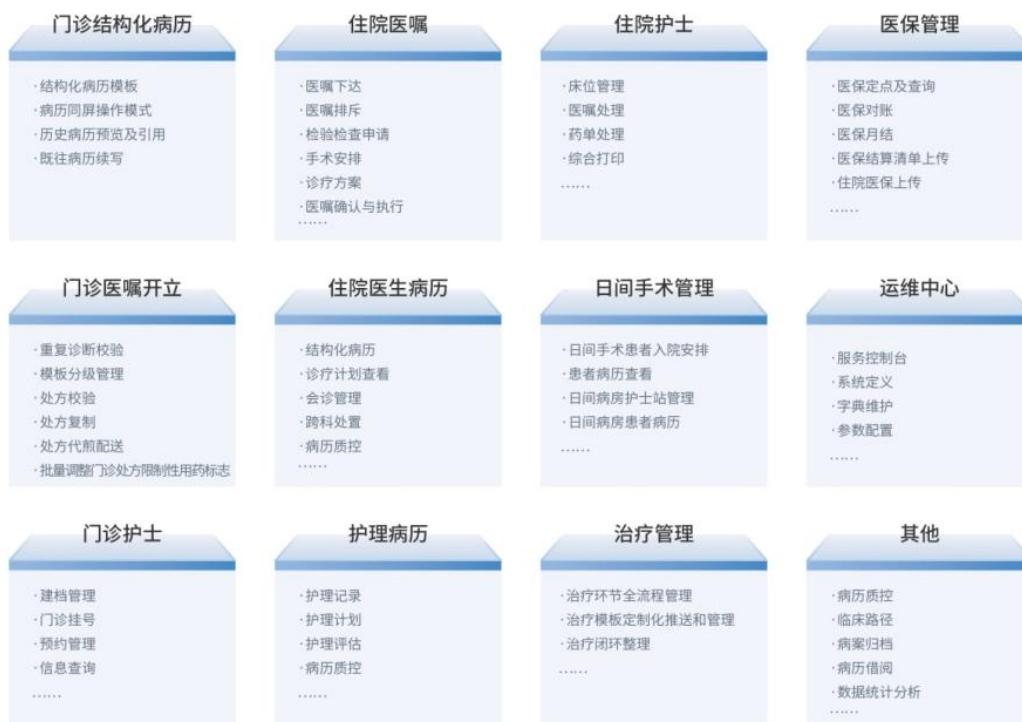 门诊结构化病历
·结构化病历模板
·病历同屏操作模式
·历史病历预览及引用
·既往病历续写
住院医嘱
·医嘱下达
·医嘱排斥
·检验检查申请
·手术安排
·诊疗方案
·医嘱确认与执行
……
住院护士
·床位管理
·医嘱处理
·药单处理
·综合打印
……
医保管理
·医保定点及查询
·医保对账
·医保月结
·医保结算清单上传
·住院医保上传
……
门诊医嘱开立
·重复诊断校验
·模板分级管理
·处方校验
·处方复制
·处方代煎配送
·批量调整门诊处方限制性用药标志
住院医生病历
·结构化病历
·诊疗计划查看
·会诊管理
·跨科处置
·病历质控
……
日间手术管理
·日间手术患者入院安排
·患者病历查看
·日间病房护士站管理
·日间病房患者病历
……
运维中心
·服务控制台
·系统定义
·字典维护
·参数配置
……
门诊护士
·建档管理
·门诊挂号
·预约管理
·信息查询
……
护理病历
·护理记录
·护理计划
·护理评估
·病历质控
……
治疗管理
·治疗环节全流程管理
·治疗模板定制化推送和管理
·治疗闭环整理
……
其他
·病历质控
·临床路径
·病案归档
·病历借阅
·数据统计分析
……